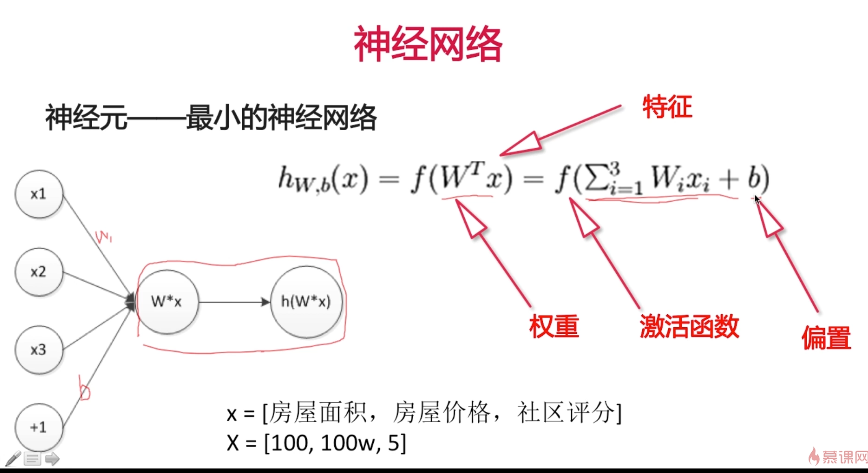 神经网络
神经元——最小的神经网络
特征
h_{W,b}(x) = f(W^T x) = f(∑_{i=1}^3 W_i x_i + b)
x1
w1
x2
W*x
h(W*x)
x3
b
+1
权重
激活函数
偏置
x = [房屋面积，房屋价格，社区评分]
X = [100, 100w, 5]
慕课网